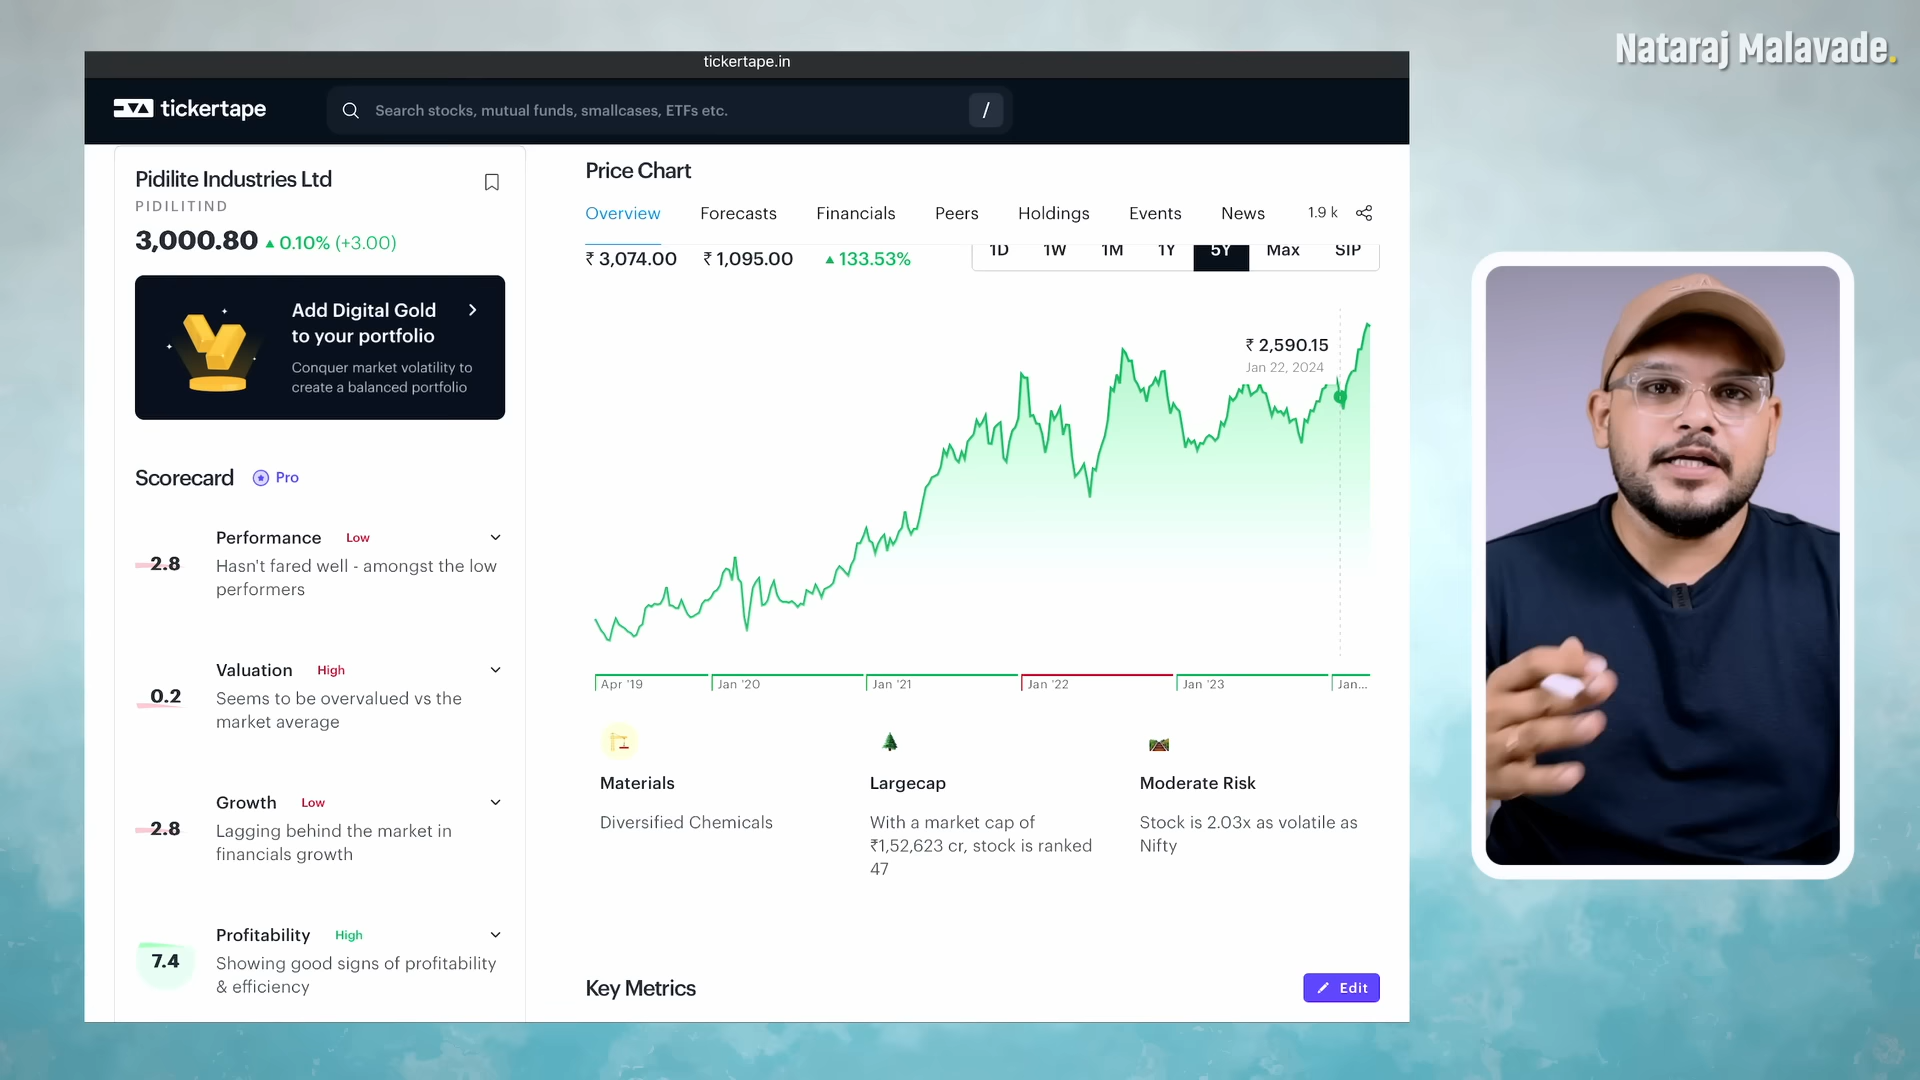 Nataraj Malavade.
tickertape.in
tickertape
Search stocks, mutual funds, smallcases, ETFs etc.
/
Pidilite Industries Ltd
PIDILITIND
3,000.80 ▲ 0.10% (+3.00)
Add Digital Gold
to your portfolio
Conquer market volatility to
create a balanced portfolio
Scorecard
Pro
Performance Low
2.8
Hasn't fared well - amongst the low
performers
Valuation High
0.2
Seems to be overvalued vs the
market average
Growth Low
2.8
Lagging behind the market in
financials growth
Profitability High
7.4
Showing good signs of profitability
& efficiency
Price Chart
Overview Forecasts Financials Peers Holdings Events News 1.9 k
₹ 3,074.00 ₹ 1,095.00 ▲ 133.53%
1D 1W 1M 1Y 5Y Max SIP
₹ 2,590.15
Jan 22, 2024
Apr '19 Jan '20 Jan '21 Jan '22 Jan '23 Jan...
Materials
Diversified Chemicals
Largecap
With a market cap of
₹1,52,623 cr, stock is ranked
47
Moderate Risk
Stock is 2.03x as volatile as
Nifty
Key Metrics
Edit